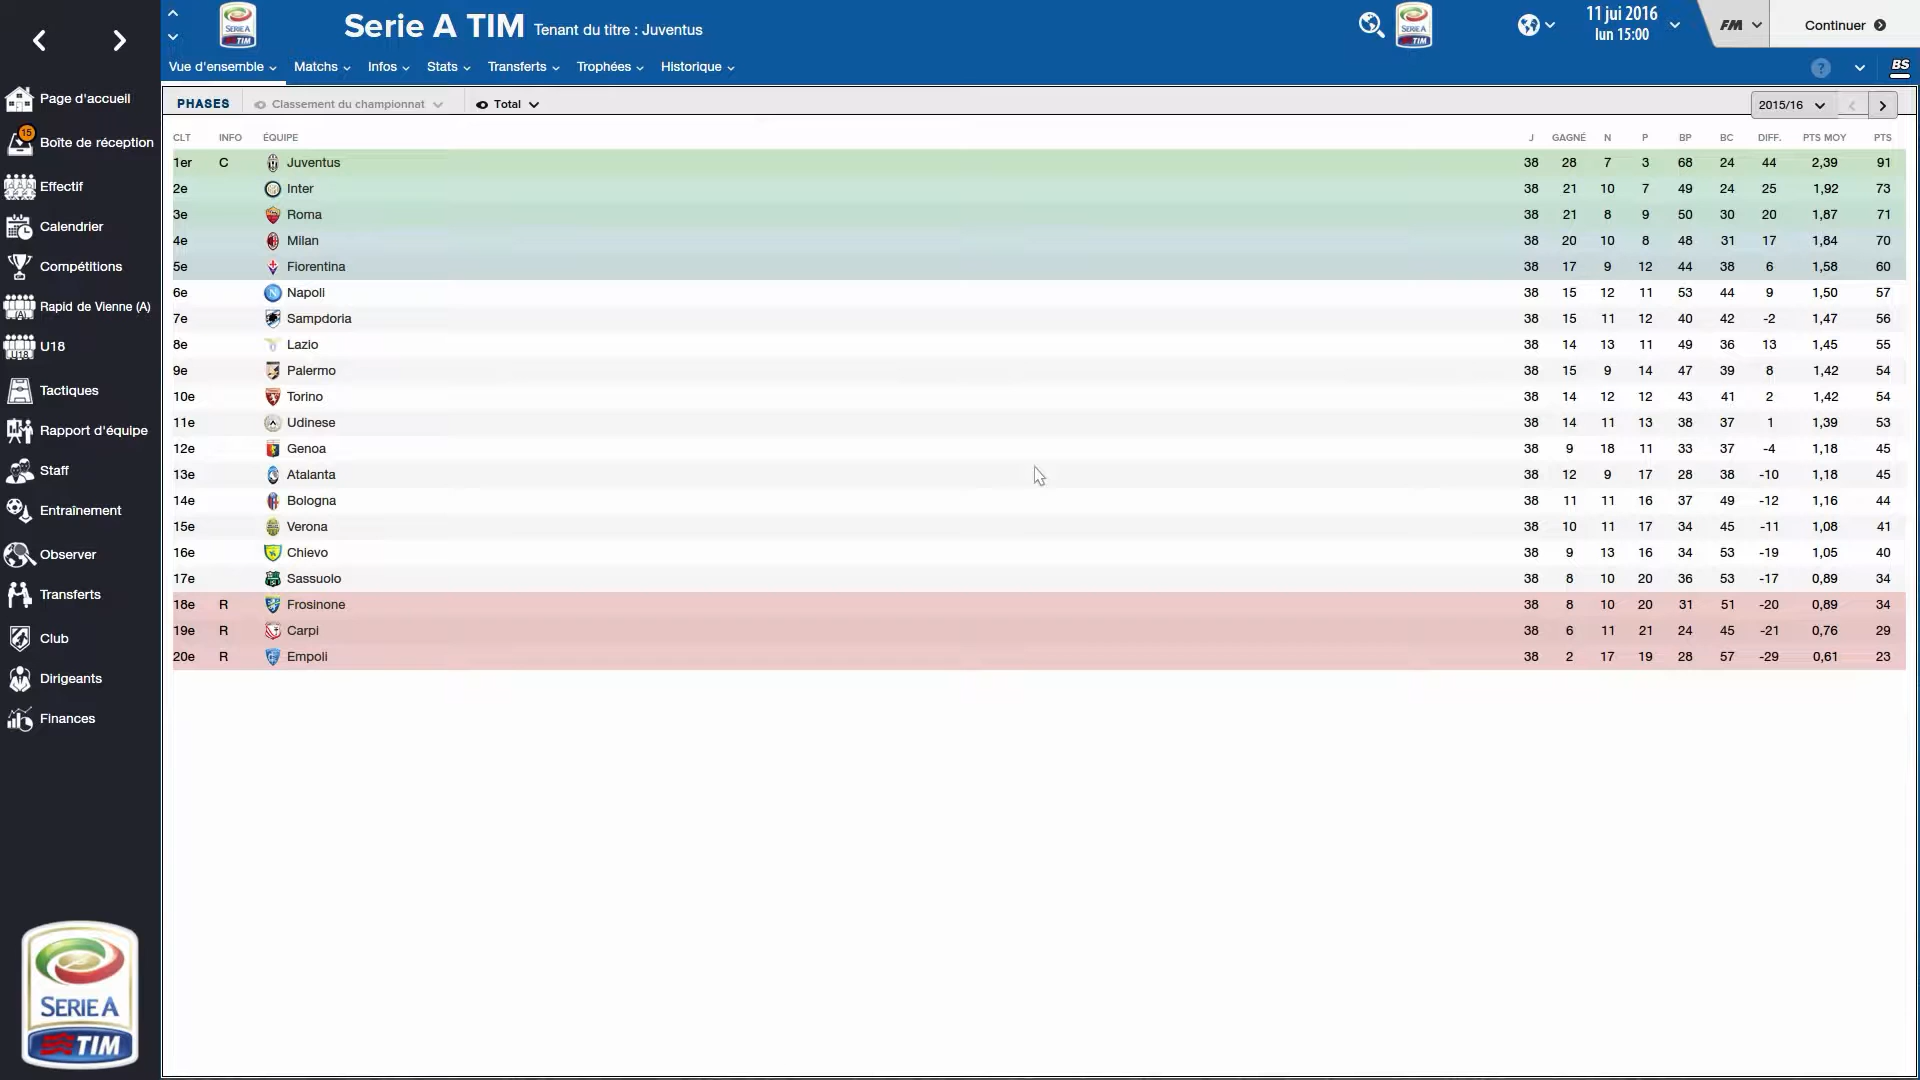 Serie A TIM Tenant du titre : Juventus
11 jui 2016
lun 15:00
FM
Continuer
Vue d'ensemble Matchs Infos Stats Transferts Trophées Historique
? BS
PHASES Classement du championnat Total 2015/16
Page d'accueil
15
Boîte de réception
Effectif
Calendrier
Compétitions
Rapid de Vienne (A)
U18
Tactiques
Rapport d'équipe
Staff
Entraînement
Observer
Transferts
Club
Dirigeants
Finances
SERIE A
TIM
CLT INFO ÉQUIPE J GAGNÉ N P BP BC DIFF. PTS MOY PTS
1er C Juventus 38 28 7 3 68 24 44 2,39 91
2e Inter 38 21 10 7 49 24 25 1,92 73
3e Roma 38 21 8 9 50 30 20 1,87 71
4e Milan 38 20 10 8 48 31 17 1,84 70
5e Fiorentina 38 17 9 12 44 38 6 1,58 60
6e Napoli 38 15 12 11 53 44 9 1,50 57
7e Sampdoria 38 15 11 12 40 42 -2 1,47 56
8e Lazio 38 14 13 11 49 36 13 1,45 55
9e Palermo 38 15 9 14 47 39 8 1,42 54
10e Torino 38 14 12 12 43 41 2 1,42 54
11e Udinese 38 14 11 13 38 37 1 1,39 53
12e Genoa 38 9 18 11 33 37 -4 1,18 45
13e Atalanta 38 12 9 17 28 38 -10 1,18 45
14e Bologna 38 11 11 16 37 49 -12 1,16 44
15e Verona 38 10 11 17 34 45 -11 1,08 41
16e Chievo 38 9 13 16 34 53 -19 1,05 40
17e Sassuolo 38 8 10 20 36 53 -17 0,89 34
18e R Frosinone 38 8 10 20 31 51 -20 0,89 34
19e R Carpi 38 6 11 21 24 45 -21 0,76 29
20e R Empoli 38 2 17 19 28 57 -29 0,61 23